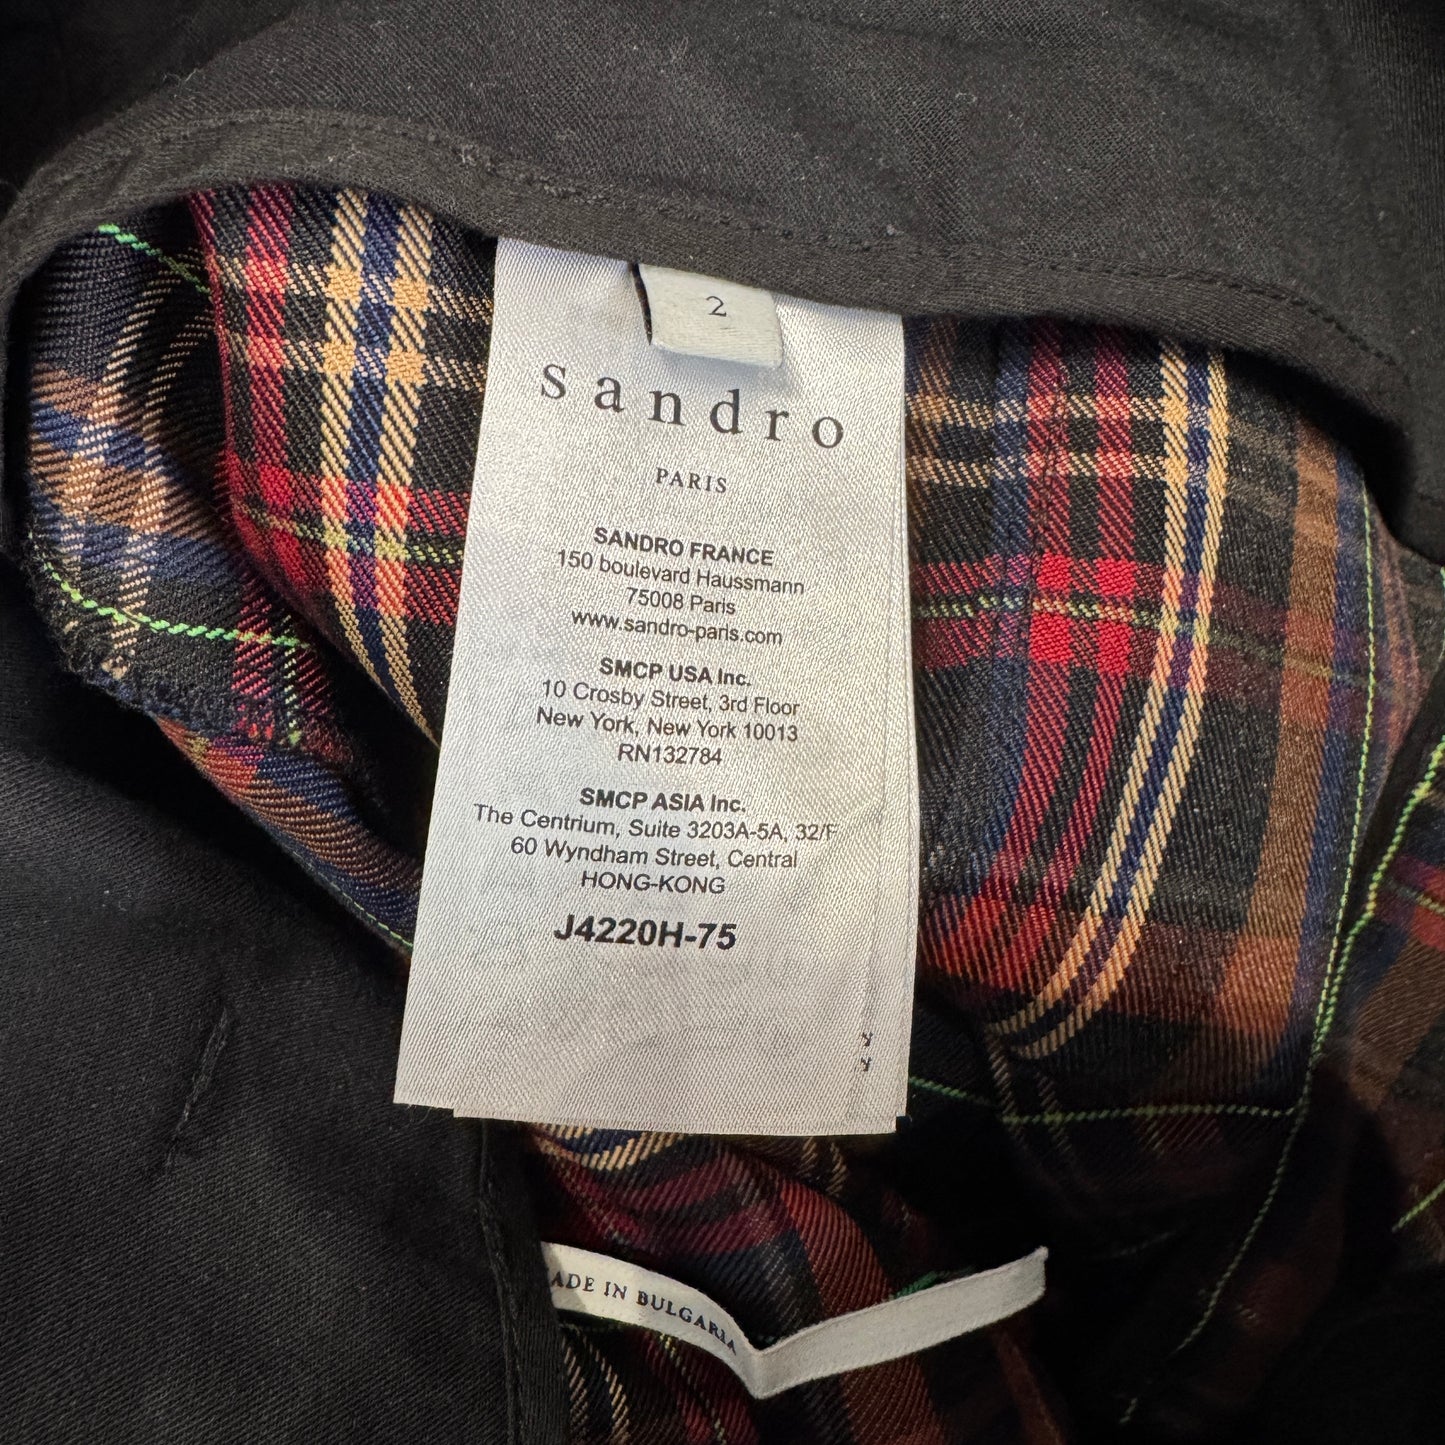 2
sandro
PARIS
SANDRO FRANCE
150 boulevard Haussmann
75008 Paris
www.sandro-paris.com
SMCP USA Inc.
10 Crosby Street, 3rd Floor
New York, New York 10013
RN132784
SMCP ASIA Inc.
The Centrium, Suite 3203A-5A, 32/F
60 Wyndham Street, Central
HONG-KONG
J4220H-75
ADE IN BULGARIA